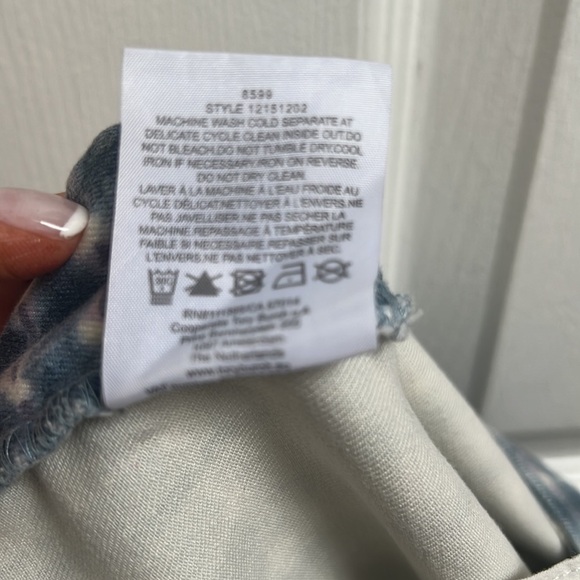 8599
STYLE 12151202
MACHINE WASH COLD SEPARATE AT
DELICATE CYCLE CLEAN INSIDE OUT.DO
NOT BLEACH.DO NOT TUMBLE DRY.COOL
IRON IF NECESSARY.IRON ON REVERSE
DO NOT DRY CLEAN.
LAVER À LA MACHINE À L'EAU FROIDE AU
CYCLE DÉLICAT.NETTOYER À L'ENVERS.NE
PAS JAVELLISER.NE PAS SÉCHER LA
MACHINE.REPASSER À TEMPÉRATURE
FAIBLE SI NÉCESSAIRE.REPASSER SUR
L'ENVERS.NE PAS NETTOYER À SEC.
The Netherlands